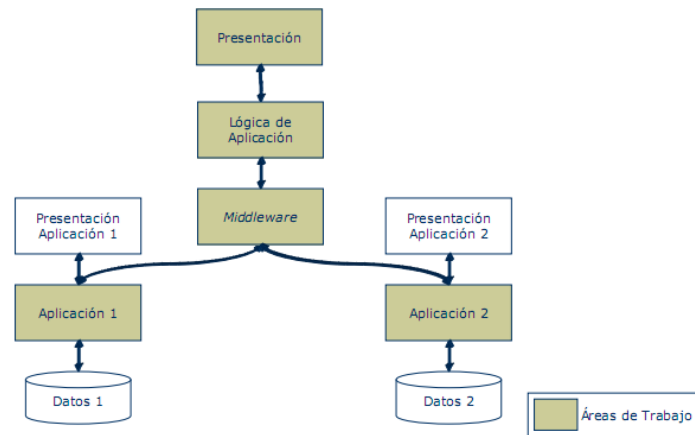 Presentación
Lógica de
Aplicación
Middleware
Presentación
Aplicación 1
Presentación
Aplicación 2
Aplicación 1
Aplicación 2
Datos 1
Datos 2
Áreas de Trabajo